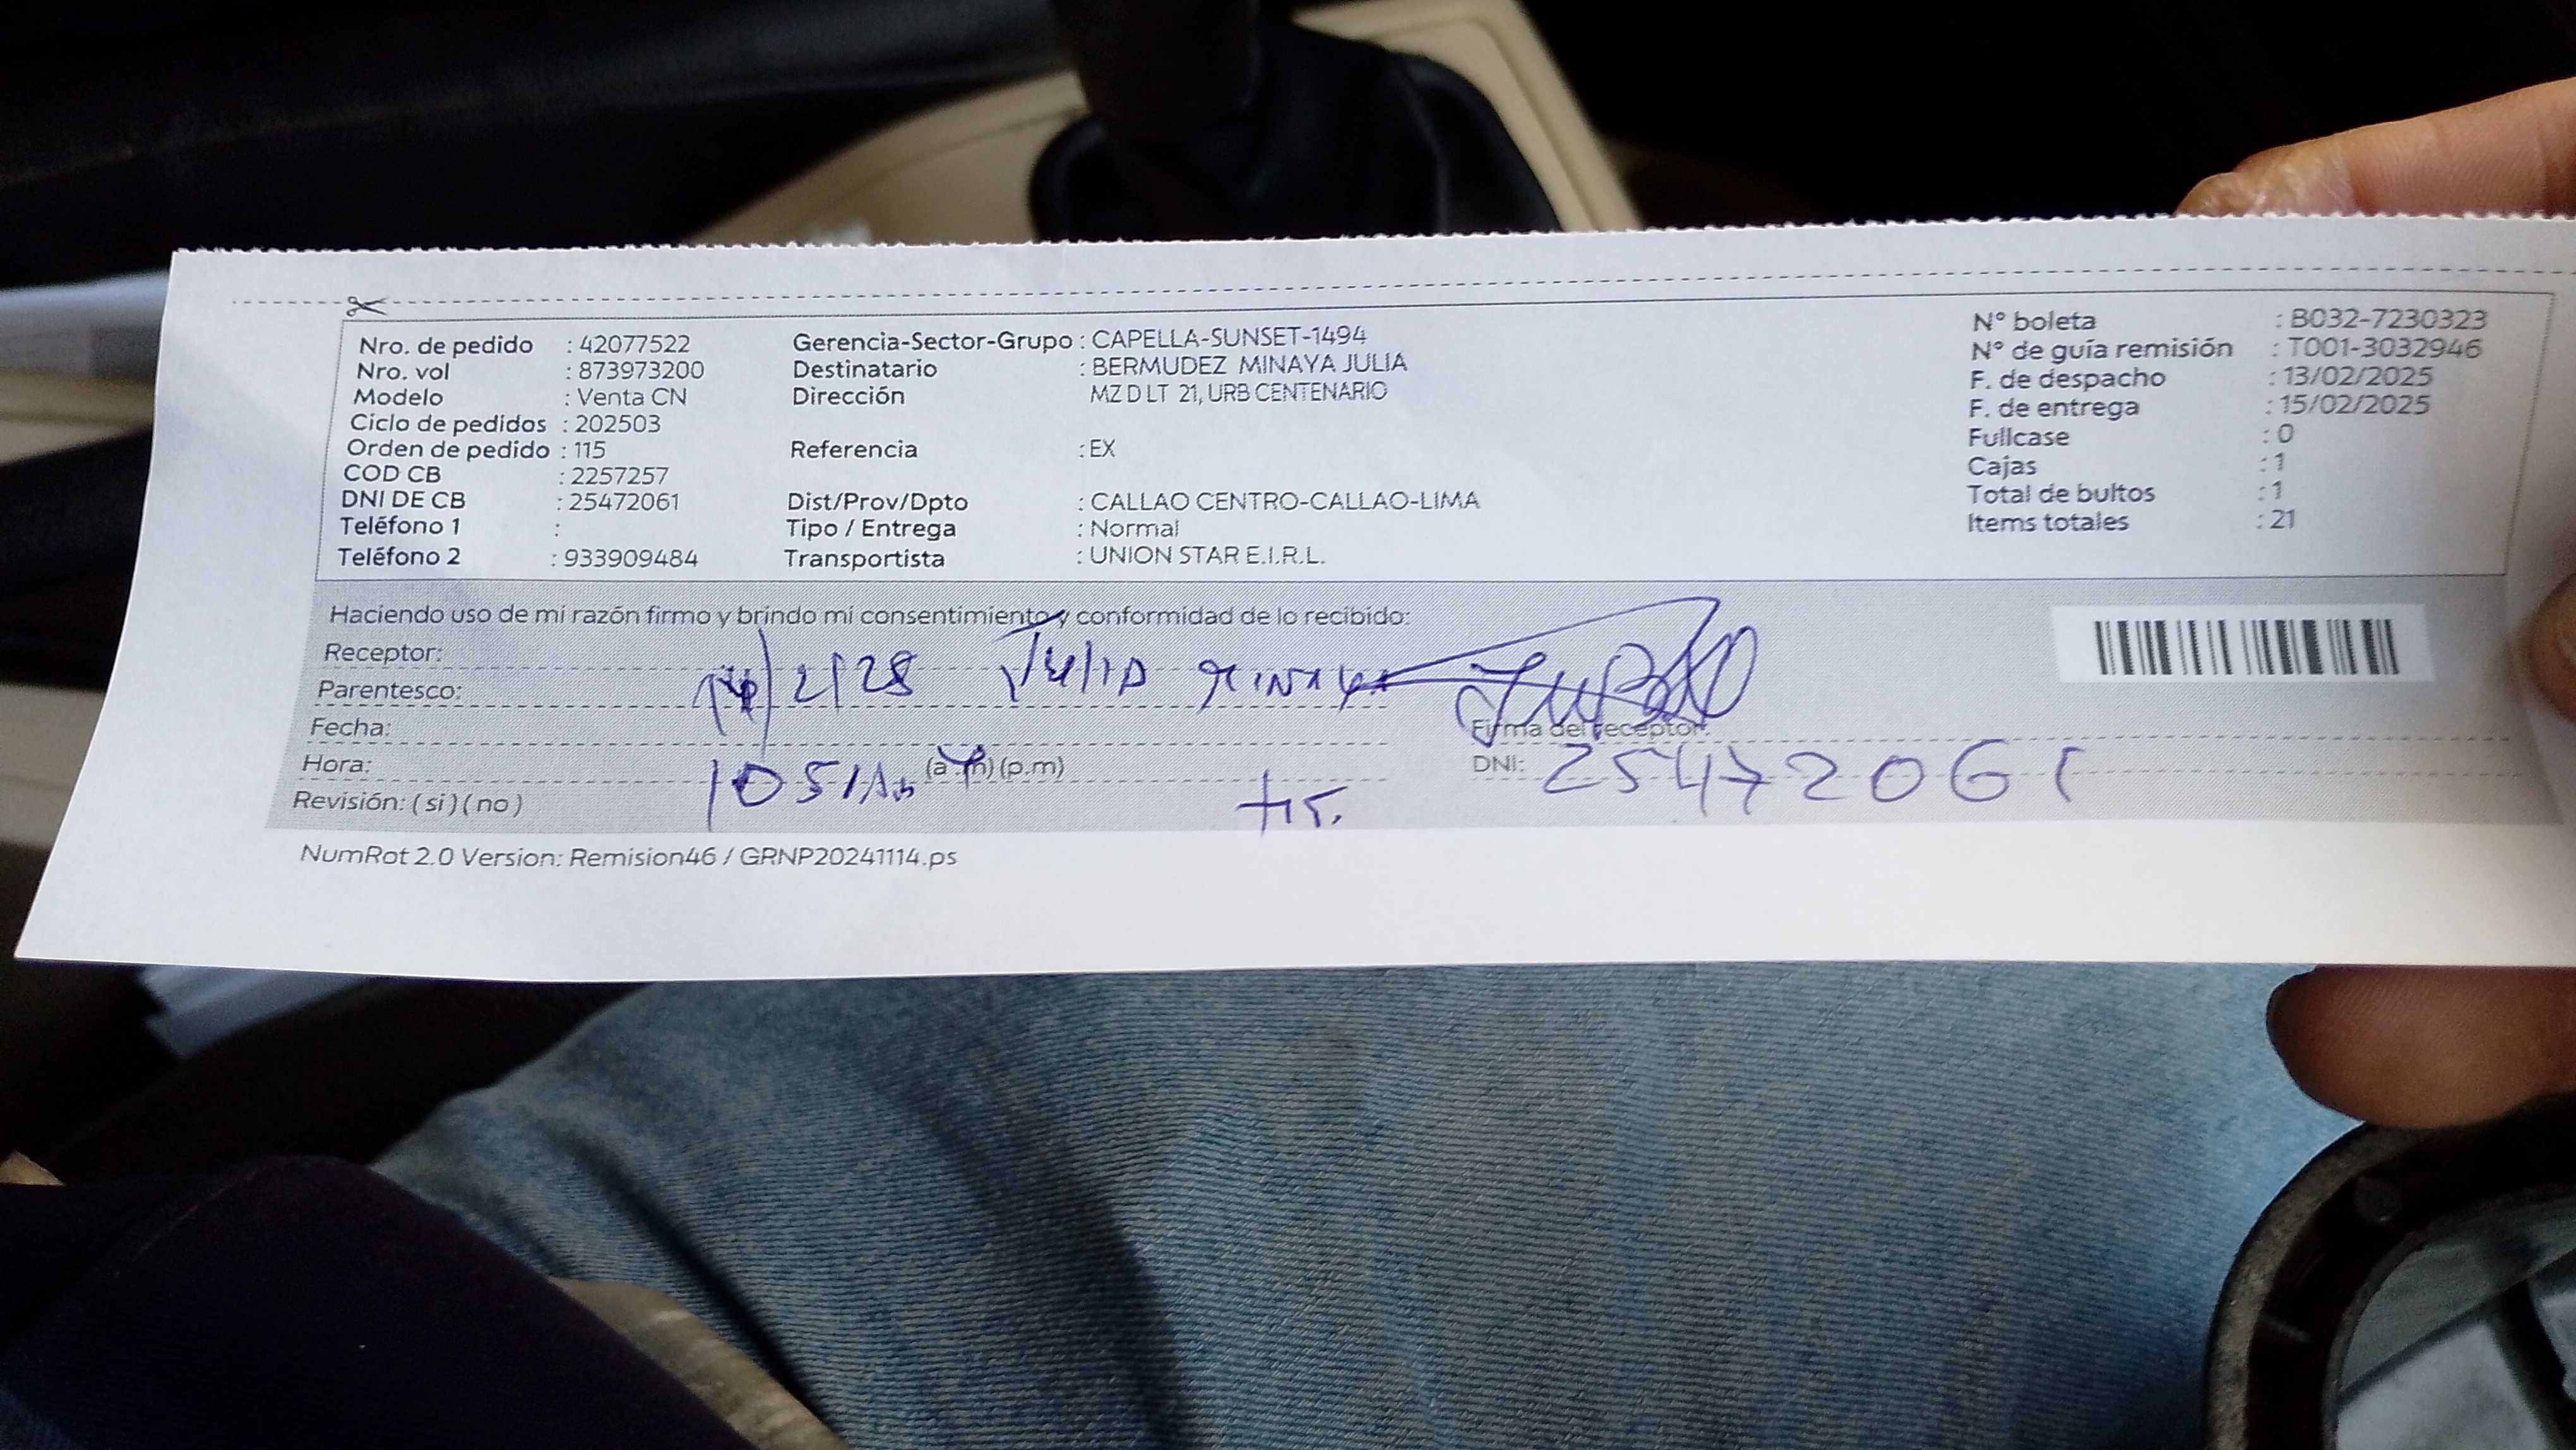 Nro. de pedido : 42077522
Nro. vol : 873973200
Modelo : Venta CN
Ciclo de pedidos : 202503
Orden de pedido : 115
COD CB : 2257257
DNI DE CB : 25472061
Teléfono 1 :
Teléfono 2 : 933909484
Gerencia-Sector-Grupo : CAPELLA-SUNSET-1494
Destinatario : BERMUDEZ MINAYA JULIA
Dirección MZ D LT 21, URB CENTENARIO
Referencia : EX
Dist/Prov/Dpto : CALLAO CENTRO-CALLAO-LIMA
Tipo / Entrega : Normal
Transportista : UNION STAR E.I.R.L.
N° boleta : B032-7230323
N° de guía remisión : T001-3032946
F. de despacho : 13/02/2025
F. de entrega : 15/02/2025
Fullcase : 0
Cajas : 1
Total de bultos : 1
Items totales : 21
Haciendo uso de mi razón firmo y brindo mi consentimiento y conformidad de lo recibido:
Receptor:
Parentesco: Julia Minaya
Fecha:
Firma del receptor:
Hora: (a.m) (p.m)
DNI: 25472061
Revisión: ( si ) ( no )
NumRot 2.0 Version: Remision46 / GRNP20241114.ps